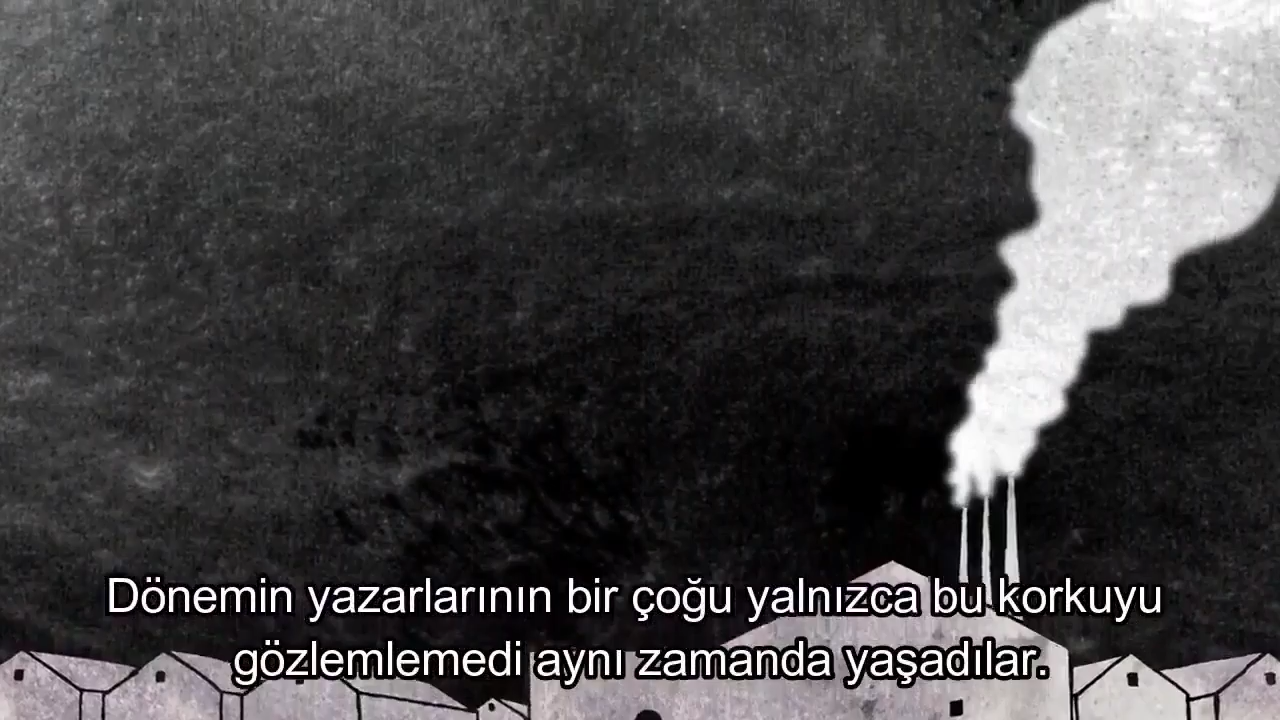 Dönemin yazarlarının bir çoğu yalnızca bu korkuyu
gözlemlemedi aynı zamanda yaşadılar.